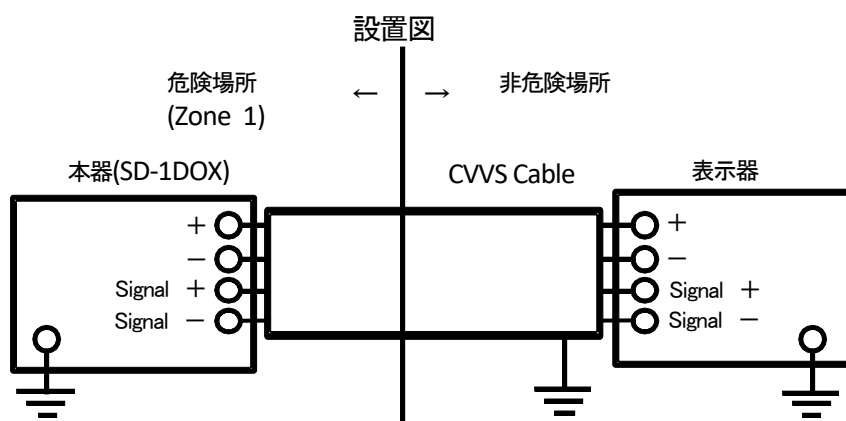 設置図
危険場所
(Zone 1)
← →
非危険場所
本器(SD-1DOX)
CVVS Cable
表示器
+
−
Signal +
Signal −
+
−
Signal +
Signal −